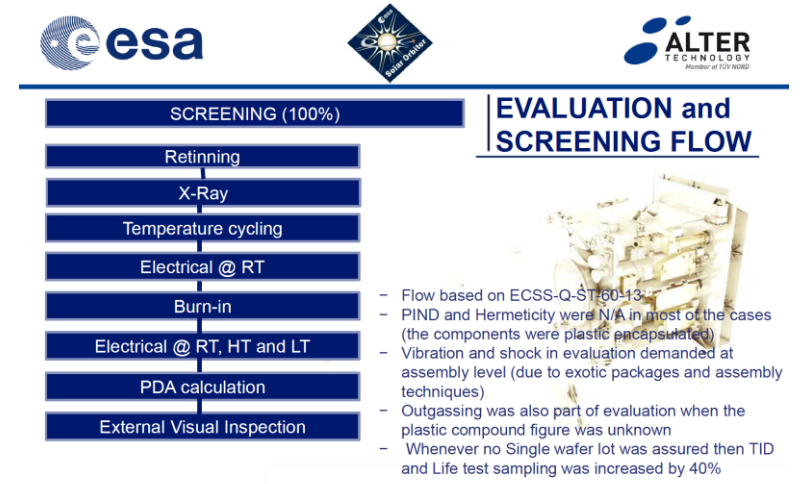 esa
esa
Solar Orbiter
ALTER
TECHNOLOGY
Member of TÜV NORD
EVALUATION and
SCREENING FLOW
SCREENING (100%)
Retinning
X-Ray
Temperature cycling
Electrical @ RT
Burn-in
Electrical @ RT, HT and LT
PDA calculation
External Visual Inspection
− Flow based on ECSS-Q-ST-60-13
− PIND and Hermeticity were N/A in most of the cases
(the components were plastic encapsulated)
− Vibration and shock in evaluation demanded at
assembly level (due to exotic packages and assembly
techniques)
− Outgassing was also part of evaluation when the
plastic compound figure was unknown
− Whenever no Single wafer lot was assured then TID
and Life test sampling was increased by 40%